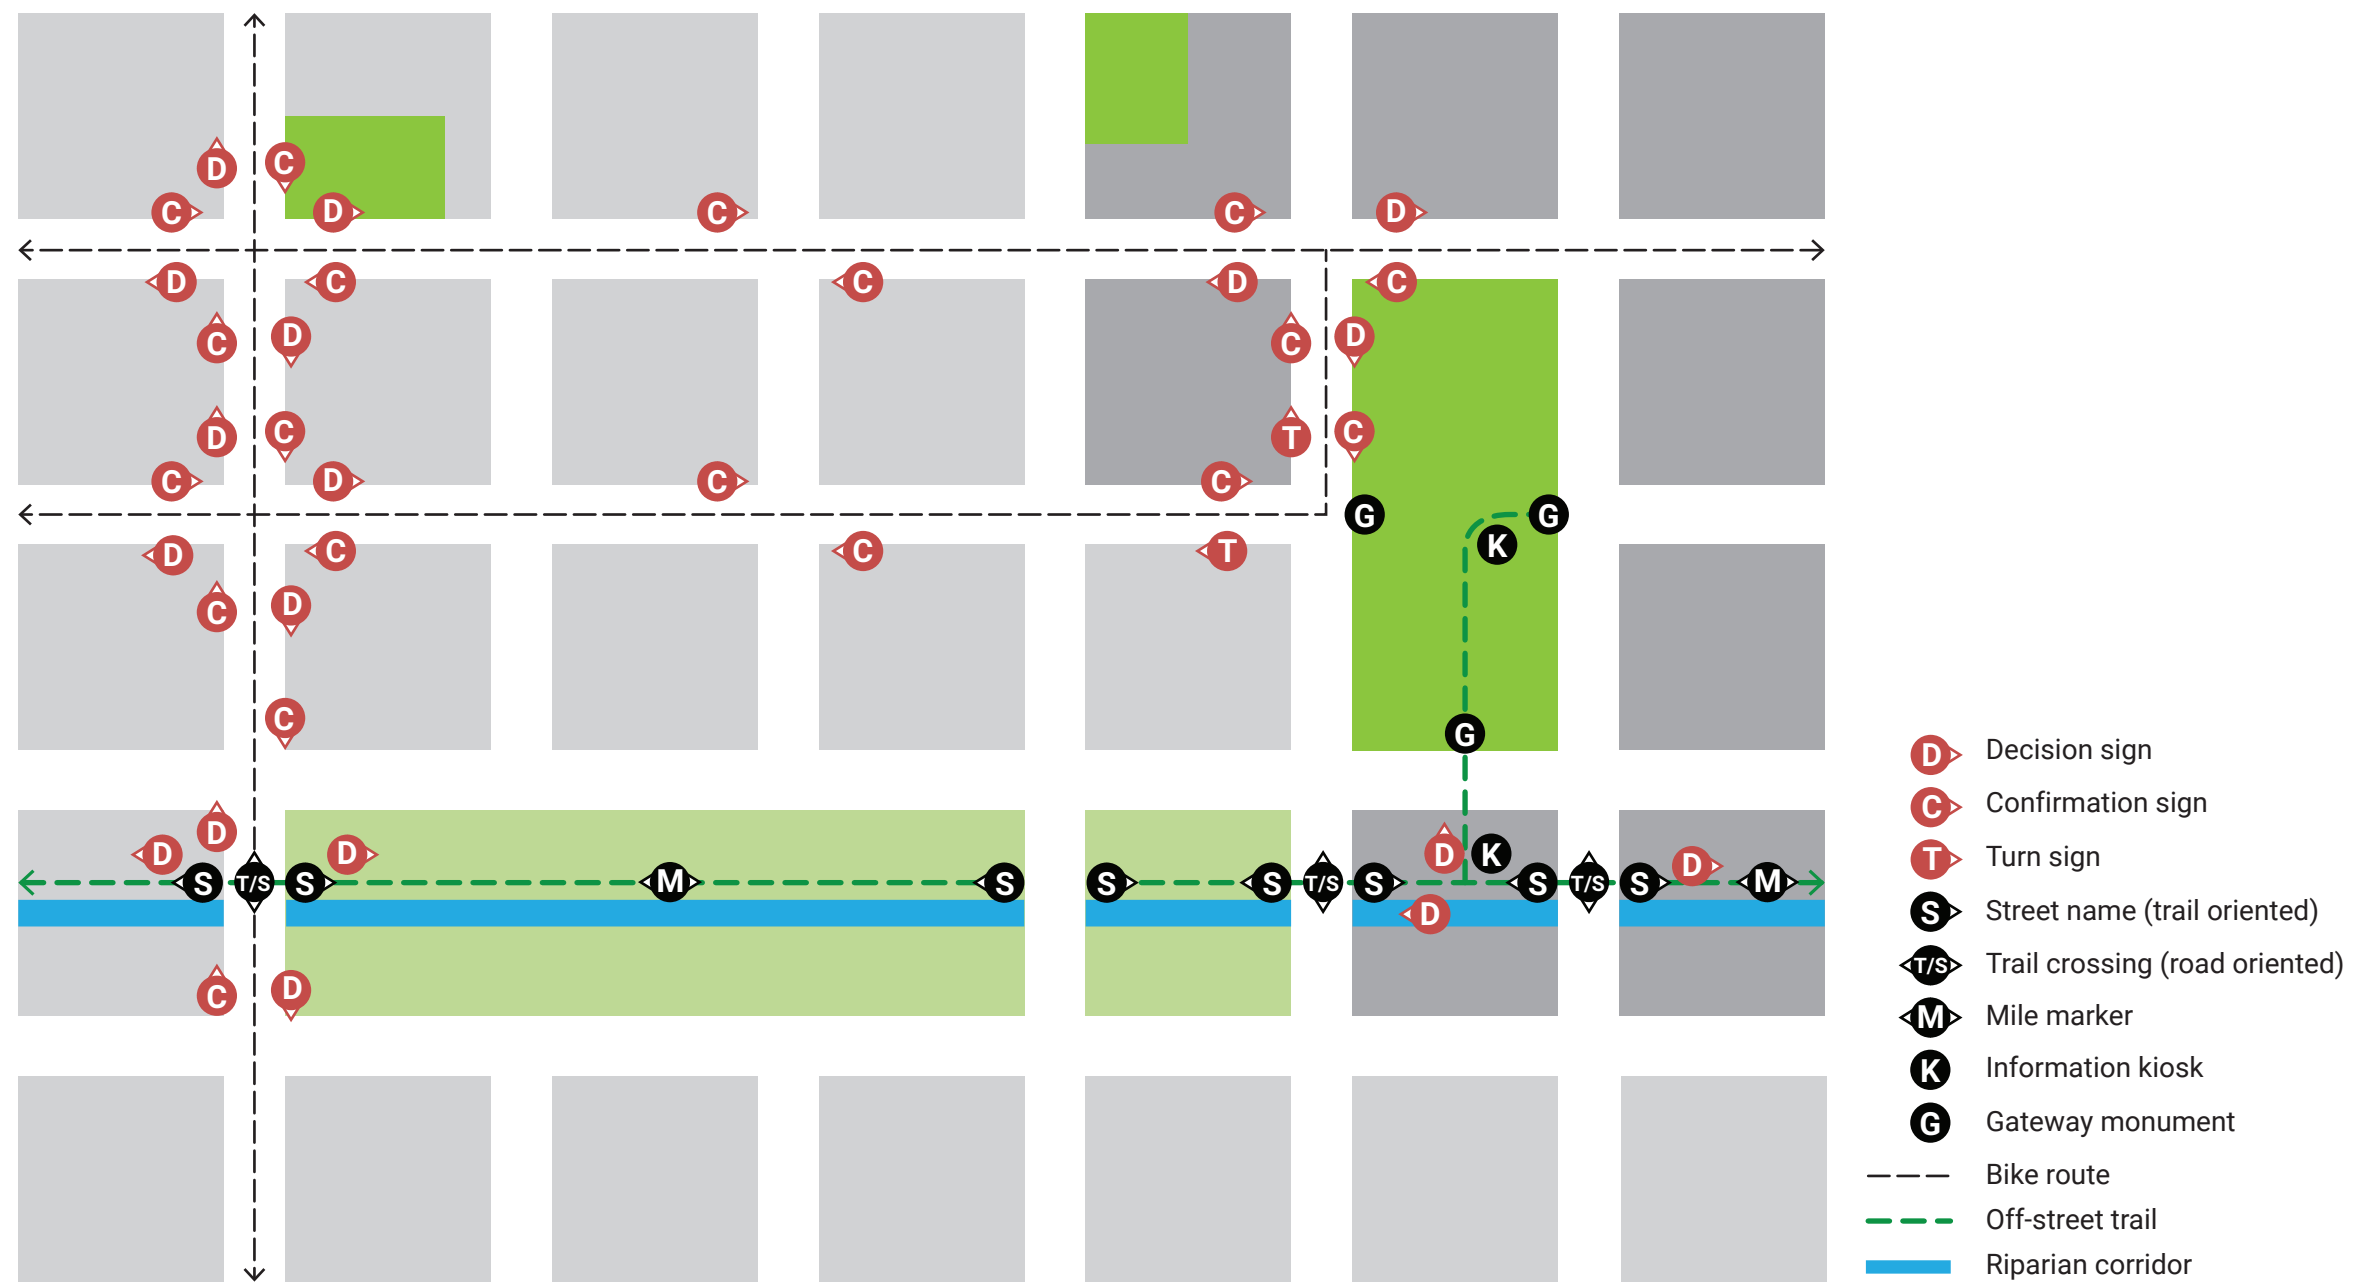 D C
C D C C D
D C C D C
C D C D
D C T C
C D C C
G G
K
D C C T
C D
C
G
D Decision sign
C Confirmation sign
T Turn sign
S Street name (trail oriented)
T/S Trail crossing (road oriented)
M Mile marker
K Information kiosk
G Gateway monument
Bike route
Off-street trail
Riparian corridor
D
D D D K D
S T/S S M S S S T/S S S T/S S M
D
C D